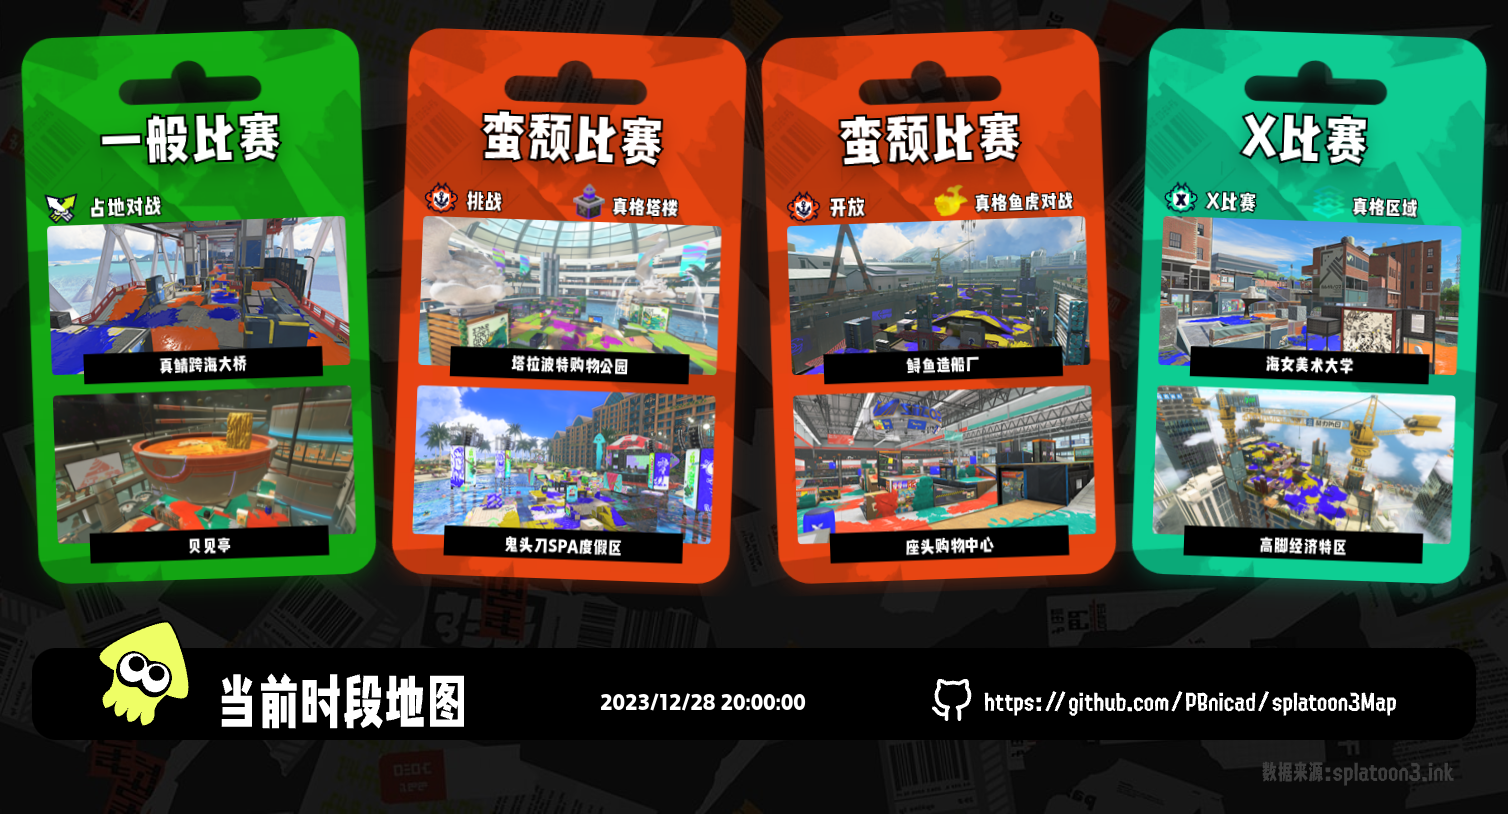 一般比赛
占地对战
真鲭跨海大桥
贝见亭
蛮颓比赛
挑战
真格塔楼
塔拉波特购物公园
鬼头刀SPA度假区
蛮颓比赛
开放
真格鱼虎对战
鲟鱼造船厂
座头购物中心
X比赛
X比赛
真格区域
海女美术大学
高脚经济特区
当前时段地图
2023/12/28 20:00:00
https://github.com/PBnicad/splatoon3Map
数据来源:splatoon3.ink